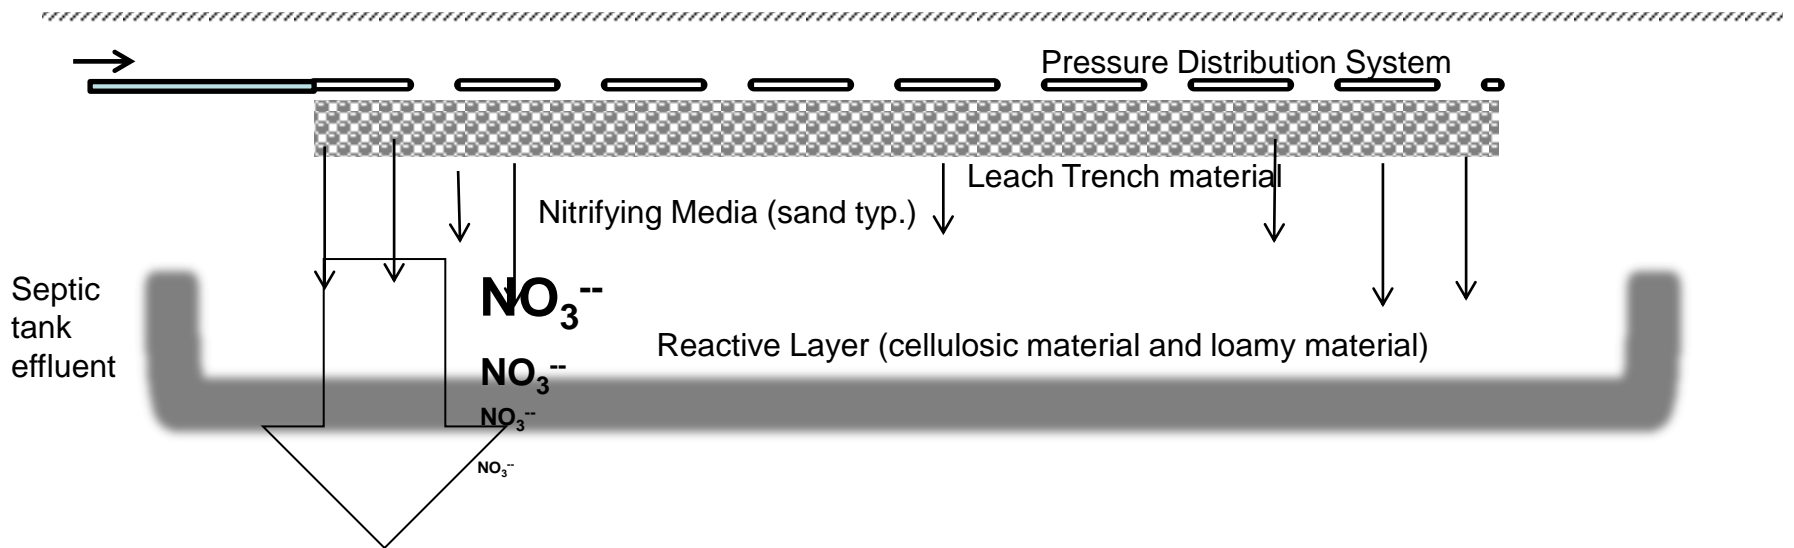 Pressure Distribution System
Leach Trench material
Nitrifying Media (sand typ.)
Septic
tank
effluent
NO₃⁻⁻
Reactive Layer (cellulosic material and loamy material)
NO₃⁻⁻
NO₃⁻⁻
NO₃⁻⁻